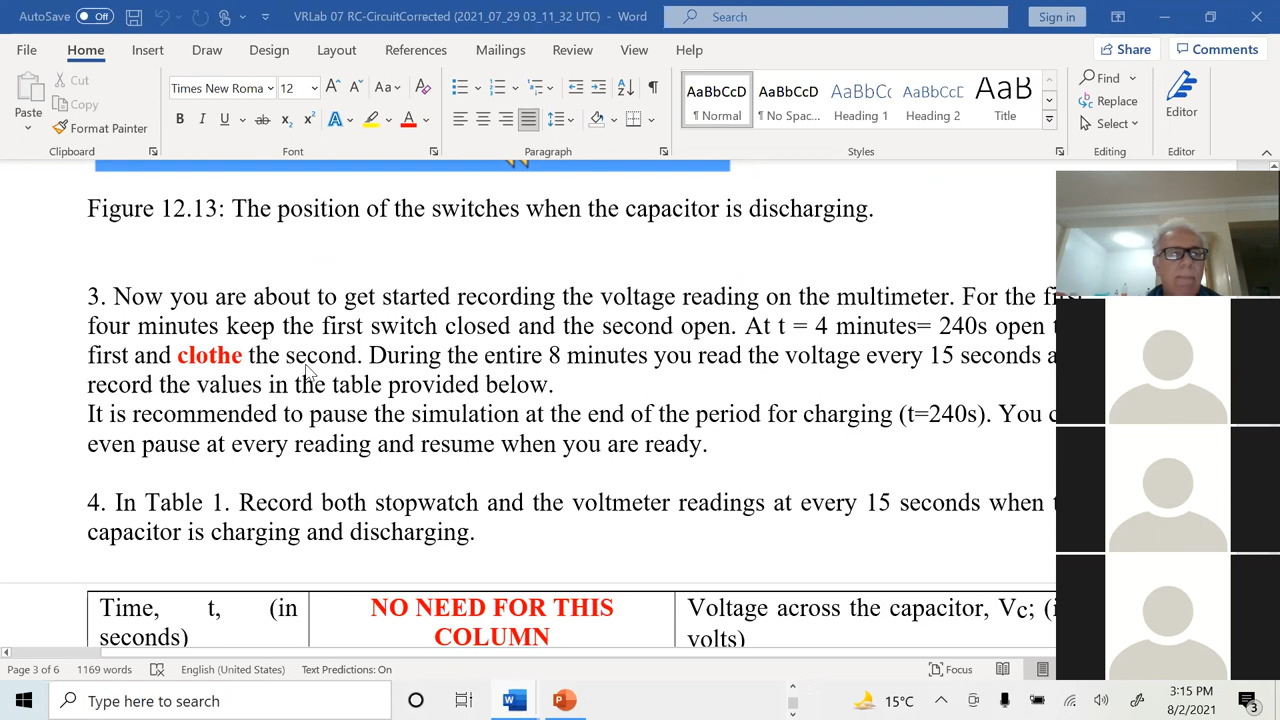 AutoSave Off VRLab 07 RC-CircuitCorrected (2021_07_29 03_11_32 UTC) - Word Search Sign in
File Home Insert Draw Design Layout References Mailings Review View Help Share Comments
Paste Cut Copy Format Painter
Times New Roma 12
AaBbCcD AaBbCcD AaBbCc AaBbCcD AaB
¶ Normal ¶ No Spac... Heading 1 Heading 2 Title
Find Replace Select Editor
Clipboard Font Paragraph Styles Editing Editor
Figure 12.13: The position of the switches when the capacitor is discharging.
3. Now you are about to get started recording the voltage reading on the multimeter. For the
four minutes keep the first switch closed and the second open. At t = 4 minutes= 240s open
first and clothe the second. During the entire 8 minutes you read the voltage every 15 seconds
record the values in the table provided below.
It is recommended to pause the simulation at the end of the period for charging (t=240s). You
even pause at every reading and resume when you are ready.
4. In Table 1. Record both stopwatch and the voltmeter readings at every 15 seconds when
capacitor is charging and discharging.
Time, t, (in
seconds)
NO NEED FOR THIS
COLUMN
Voltage across the capacitor, Vc;
volts)
Page 3 of 6 1169 words English (United States) Text Predictions: On Focus
Type here to search 15°C 3:15 PM
8/2/2021 3